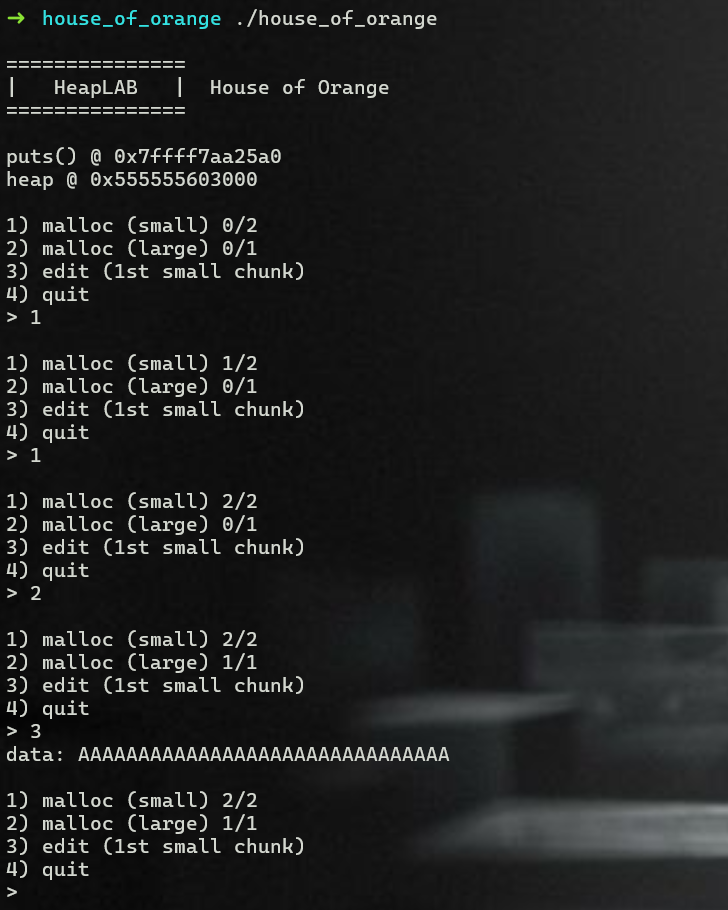 → house_of_orange ./house_of_orange
===============
|   HeapLAB   |  House of Orange
===============
puts() @ 0x7ffff7aa25a0
heap @ 0x555555603000
1) malloc (small) 0/2
2) malloc (large) 0/1
3) edit (1st small chunk)
4) quit
> 1
1) malloc (small) 1/2
2) malloc (large) 0/1
3) edit (1st small chunk)
4) quit
> 1
1) malloc (small) 2/2
2) malloc (large) 0/1
3) edit (1st small chunk)
4) quit
> 2
1) malloc (small) 2/2
2) malloc (large) 1/1
3) edit (1st small chunk)
4) quit
> 3
data: AAAAAAAAAAAAAAAAAAAAAAAAAAAAAAA
1) malloc (small) 2/2
2) malloc (large) 1/1
3) edit (1st small chunk)
4) quit
>